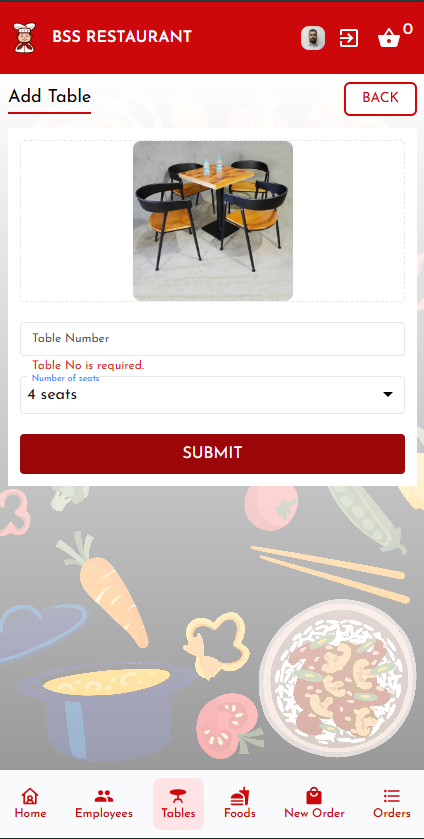 BSS RESTAURANT
0
Add Table
BACK
Table Number
Table No is required.
Number of seats
4 seats
SUBMIT
Home
Employees
Tables
Foods
New Order
Orders